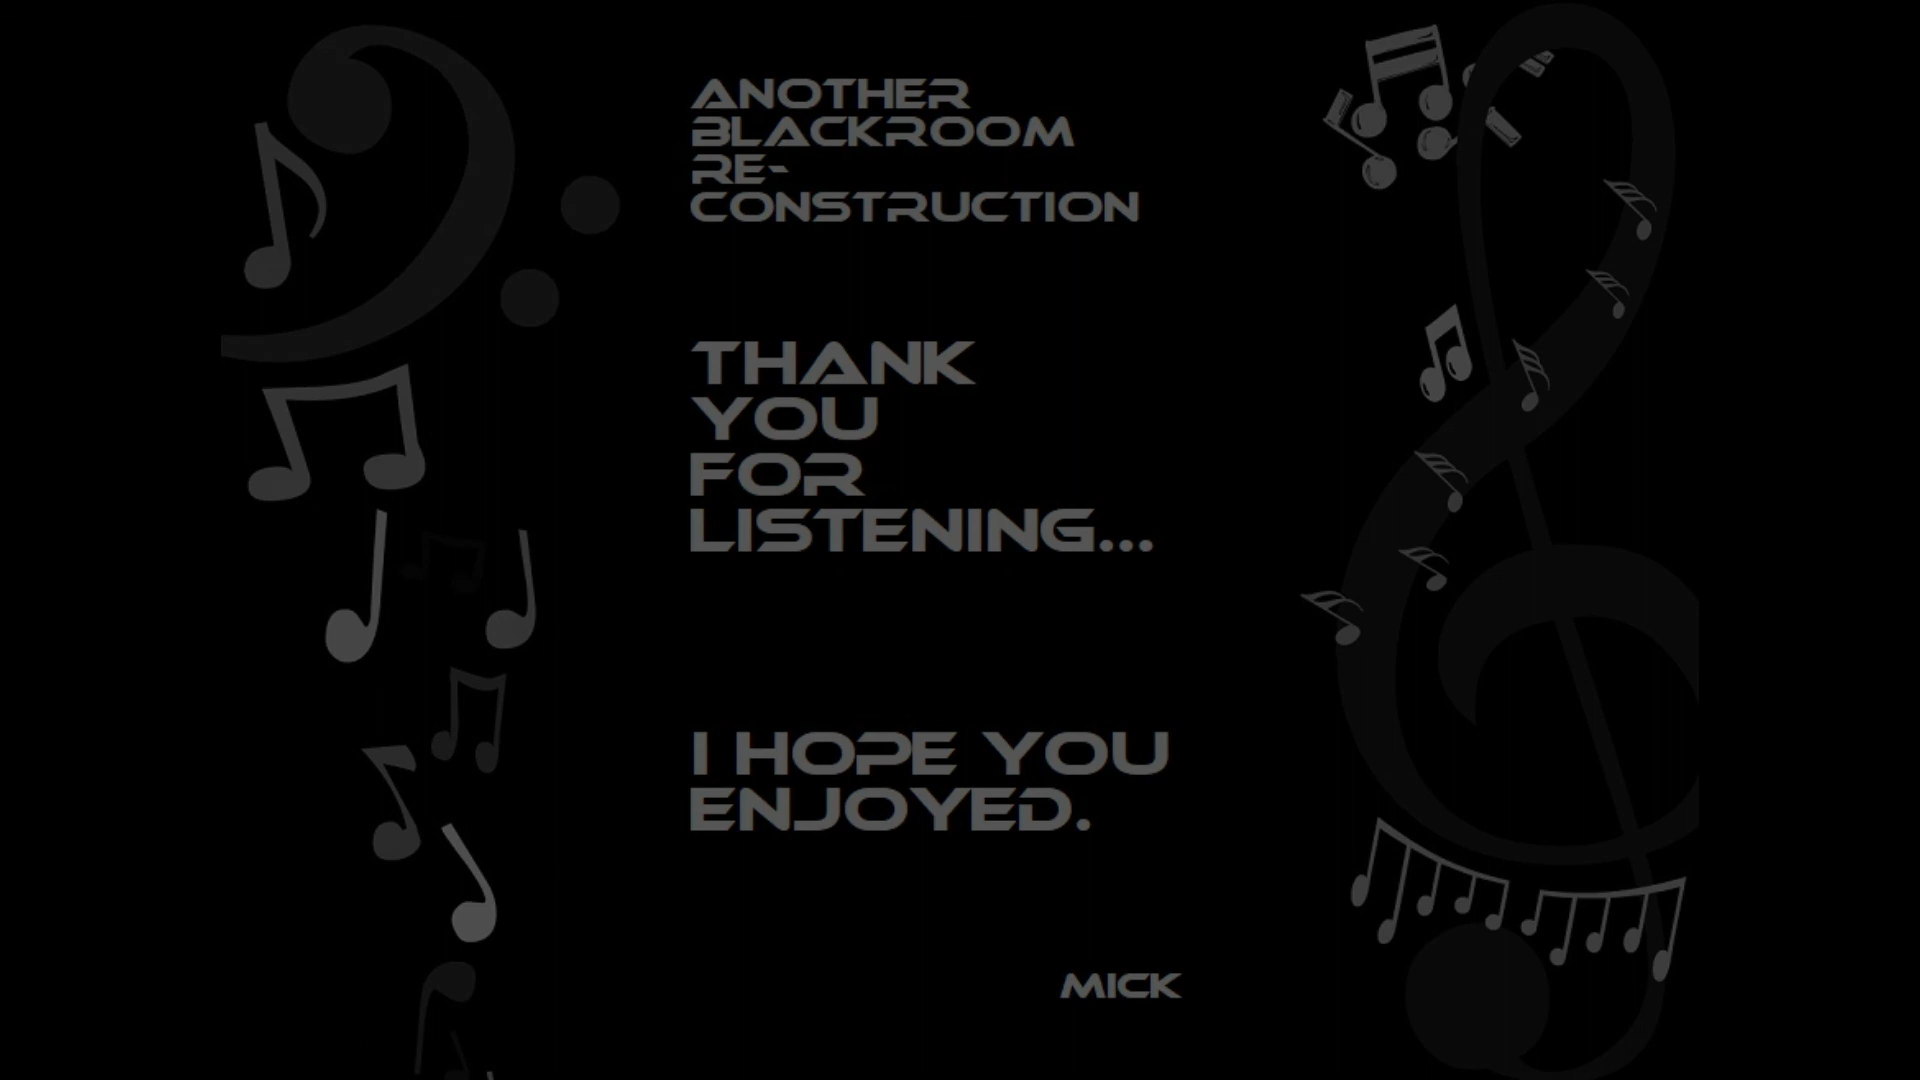 ANOTHER
BLACKROOM
RE-
CONSTRUCTION
THANK
YOU
FOR
LISTENING...
I HOPE YOU
ENJOYED.
MICK